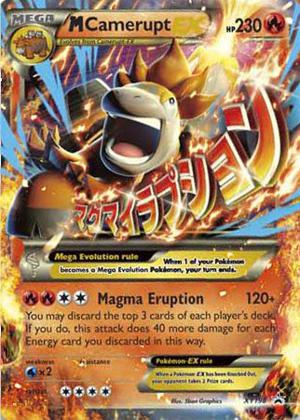 MEGA M Camerupt EX HP230
Evolves from Camerupt-EX
マグマイラプション
Mega Evolution rule
When 1 of your Pokémon
becomes a Mega Evolution Pokémon, your turn ends.
Magma Eruption 120+
You may discard the top 3 cards of each player's deck.
If you do, this attack does 40 more damage for each
Energy card you discarded in this way.
weakness resistance
×2
Pokémon-EX rule
When a Pokémon-EX has been Knocked Out,
your opponent takes 2 Prize cards.
Illus. 5ban Graphics